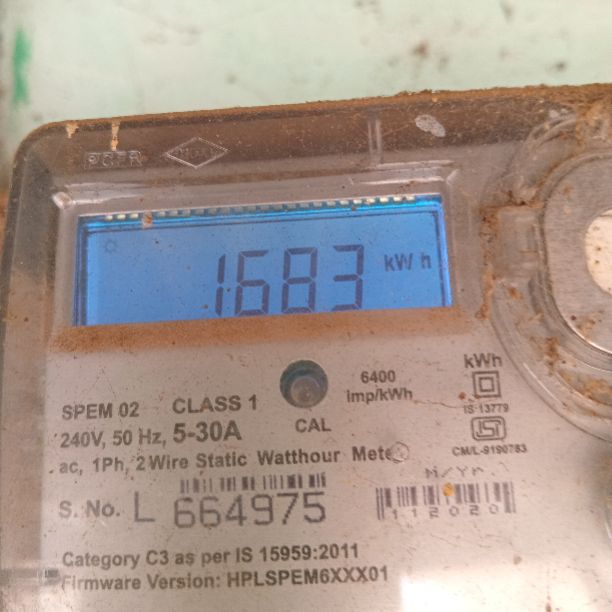 1683 kWh
kWh
6400
imp/kWh
IS-13779
SPEM 02 CLASS 1
CAL
240V, 50 Hz, 5-30A
CM/L-9190783
ac, 1Ph, 2 Wire Static Watthour Meter
M/Yr
S. No. L 664975
112020
Category C3 as per IS 15959:2011
Firmware Version: HPLSPEM6XXX01